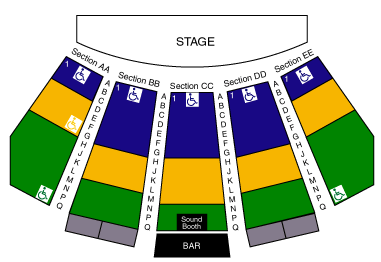 STAGE
Section AA
Section BB
Section CC
Section DD
Section EE
1
1
1
1
1
A
B
C
D
E
F
G
H
J
K
L
M
N
P
Q
A
B
C
D
E
F
G
H
J
K
L
M
N
P
Q
A
B
C
D
E
F
G
H
J
K
L
M
N
P
Q
A
B
C
D
E
F
G
H
J
K
L
M
N
P
Q
Sound
Booth
BAR